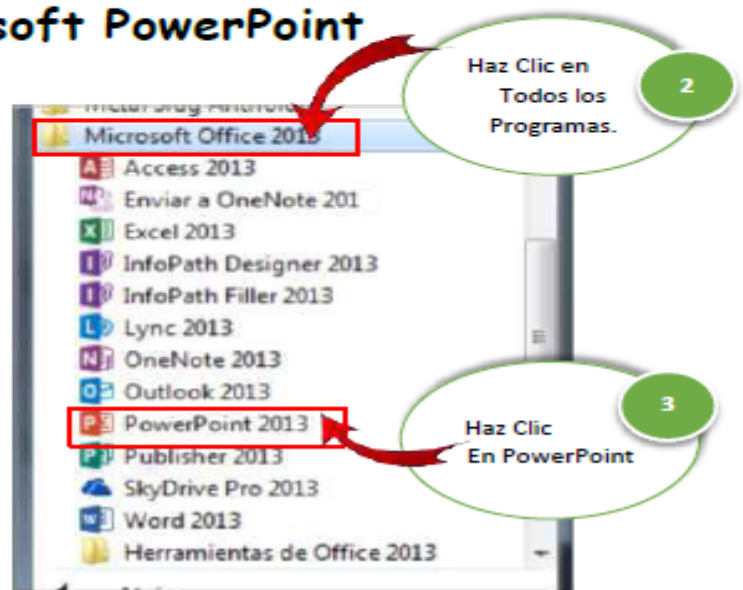 soft PowerPoint
Haz Clic en
Todos los
Programas.
2
Microsoft Office 2013
Access 2013
Enviar a OneNote 201
Excel 2013
InfoPath Designer 2013
InfoPath Filler 2013
Lync 2013
OneNote 2013
Outlook 2013
PowerPoint 2013
Publisher 2013
SkyDrive Pro 2013
Word 2013
Herramientas de Office 2013
3
Haz Clic
En PowerPoint